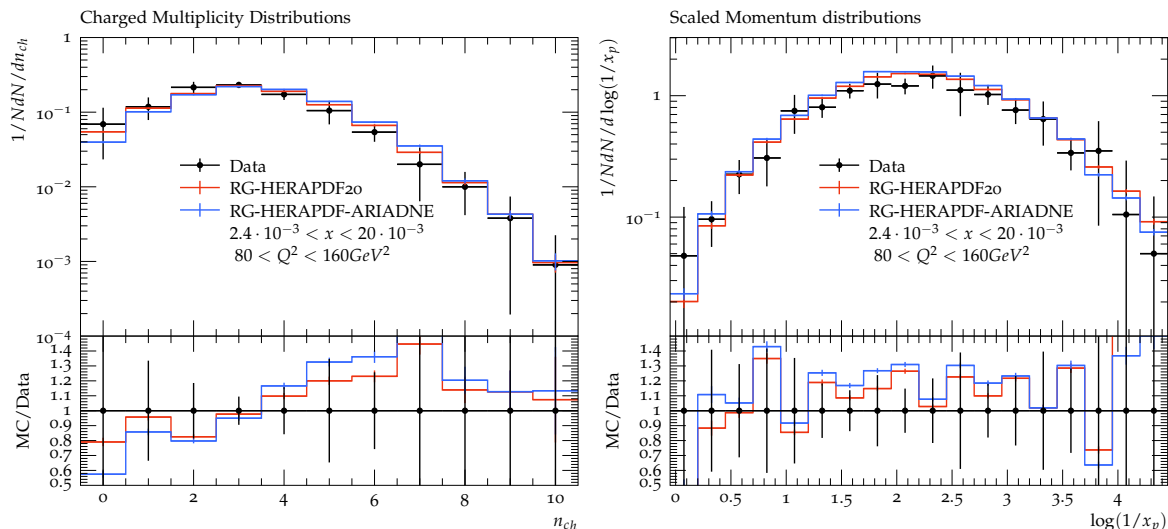 Charged Multiplicity Distributions
1/NdN/dn_ch
1
10^−1
10^−2
10^−3
10^−4
Data
RG-HERAPDF20
RG-HERAPDF-ARIADNE
2.4 · 10^−3 < x < 20 · 10^−3
80 < Q^2 < 160GeV^2
MC/Data
1.4
1.3
1.2
1.1
1
0.9
0.8
0.7
0.6
0.5
0 2 4 6 8 10
n_ch
Scaled Momentum distributions
1/NdN/d log(1/x_p)
1
10^−1
Data
RG-HERAPDF20
RG-HERAPDF-ARIADNE
2.4 · 10^−3 < x < 20 · 10^−3
80 < Q^2 < 160GeV^2
MC/Data
1.4
1.3
1.2
1.1
1
0.9
0.8
0.7
0.6
0.5
0 0.5 1 1.5 2 2.5 3 3.5 4
log(1/x_p)